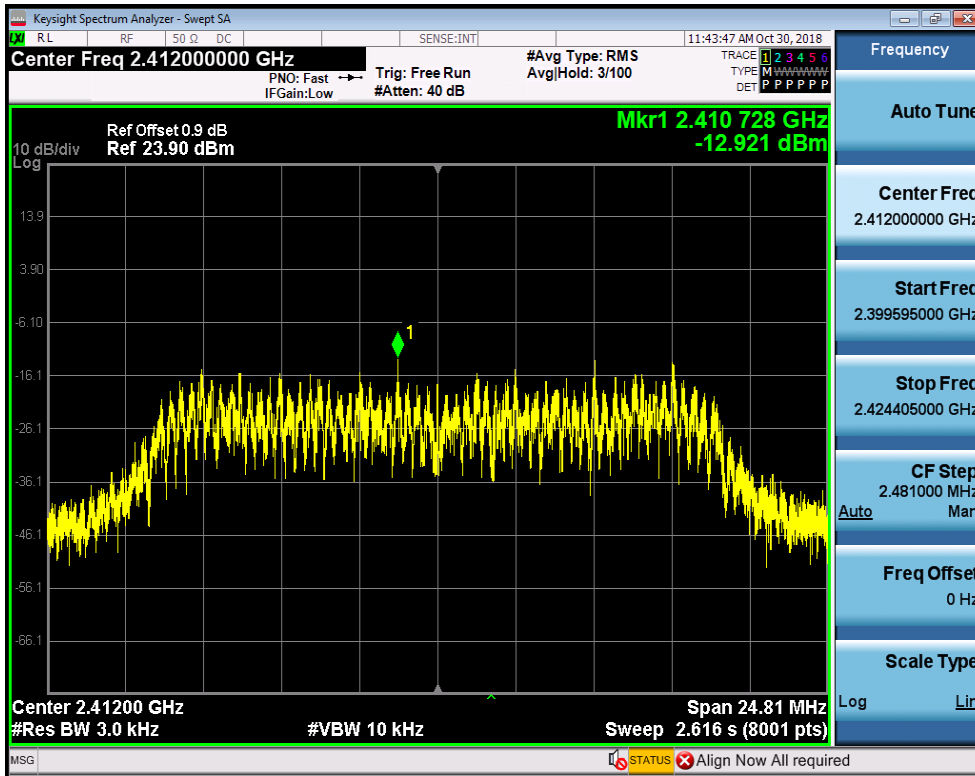 Keysight Spectrum Analyzer - Swept SA
LXI RL RF 50 Ω DC SENSE:INT 11:43:47 AM Oct 30, 2018
Center Freq 2.412000000 GHz
PNO: Fast
IFGain:Low
Trig: Free Run
#Atten: 40 dB
#Avg Type: RMS
Avg|Hold: 3/100
TRACE 1 2 3 4 5 6
TYPE M WWWWW
DET P P P P P P
Mkr1 2.410 728 GHz
-12.921 dBm
Ref Offset 0.9 dB
10 dB/div Ref 23.90 dBm
Log
13.9
3.90
-6.10
-16.1
-26.1
-36.1
-46.1
-56.1
-66.1
1
Center 2.41200 GHz Span 24.81 MHz
#Res BW 3.0 kHz #VBW 10 kHz Sweep 2.616 s (8001 pts)
MSG STATUS Align Now All required
Frequency
Auto Tune
Center Freq
2.412000000 GHz
Start Freq
2.399595000 GHz
Stop Freq
2.424405000 GHz
CF Step
2.481000 MHz
Auto Man
Freq Offset
0 Hz
Scale Type
Log Lin